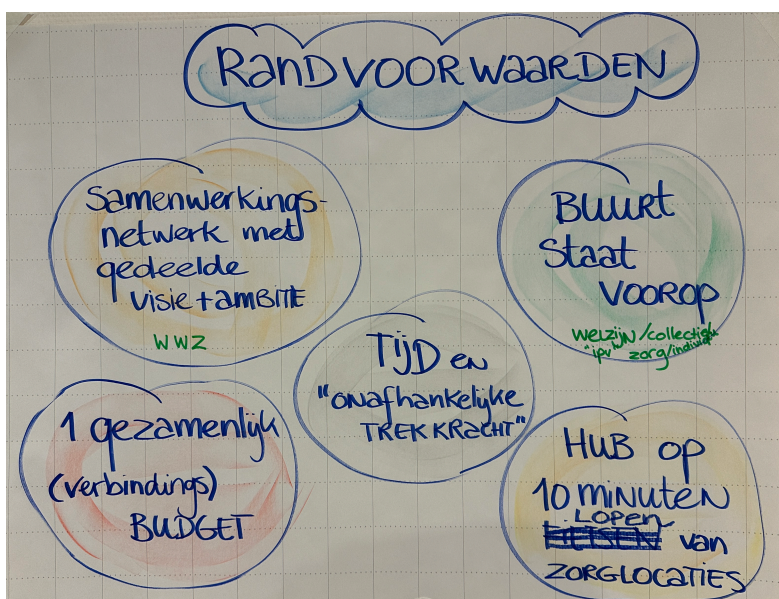 RANDVOORWAARDEN
Samenwerkings-
netwerk met
gedeelde
visie + AMBITIE
WWZ
BUURT
Staat
VOOROP
WELZIJN/collectief
"ipv" zorg/individu
TIJD en
"onafhankelijke
TREKKRACHT"
1 gezamenlijk
(verbindings)
BUDGET
HUB op
10 minuten
LOPEN
FIETSEN van
ZORGLOCATIES